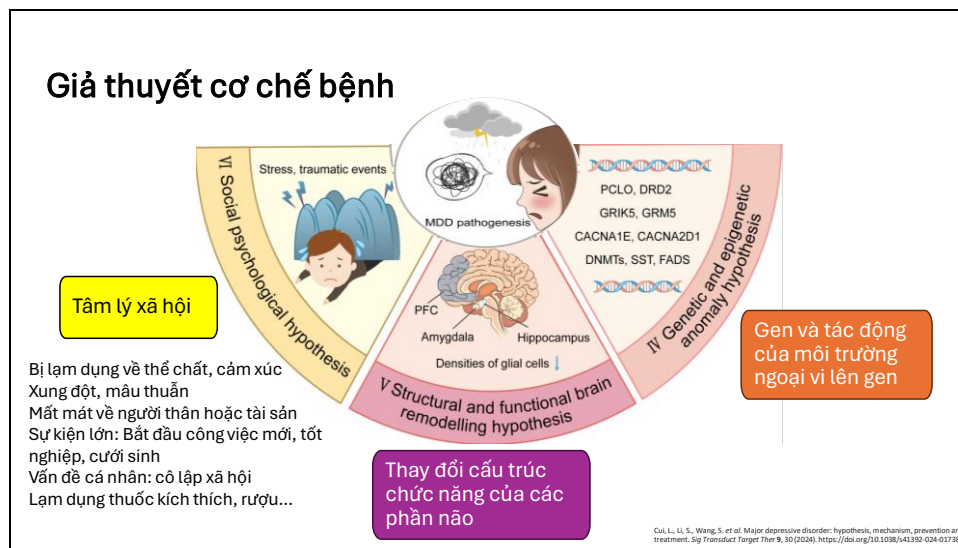 Giả thuyết cơ chế bệnh
VI Social psychological hypothesis
Stress, traumatic events
MDD pathogenesis
PCLO, DRD2
GRIK5, GRM5
CACNA1E, CACNA2D1
DNMTs, SST, FADS
IV Genetic and epigenetic
anomaly hypothesis
PFC
Amygdala
Hippocampus
Densities of glial cells ↓
V Structural and functional brain
remodelling hypothesis
Tâm lý xã hội
Bị lạm dụng về thể chất, cảm xúc
Xung đột, mâu thuẫn
Mất mát về người thân hoặc tài sản
Sự kiện lớn: Bắt đầu công việc mới, tốt
nghiệp, cưới sinh
Vấn đề cá nhân: cô lập xã hội
Lạm dụng thuốc kích thích, rượu...
Thay đổi cấu trúc
chức năng của các
phần não
Gen và tác động
của môi trường
ngoại vi lên gen
Cui, L., Li, S., Wang, S. et al. Major depressive disorder: hypothesis, mechanism, prevention an
treatment. Sig Transduct Target Ther 9, 30 (2024). https://doi.org/10.1038/s41392-024-01738